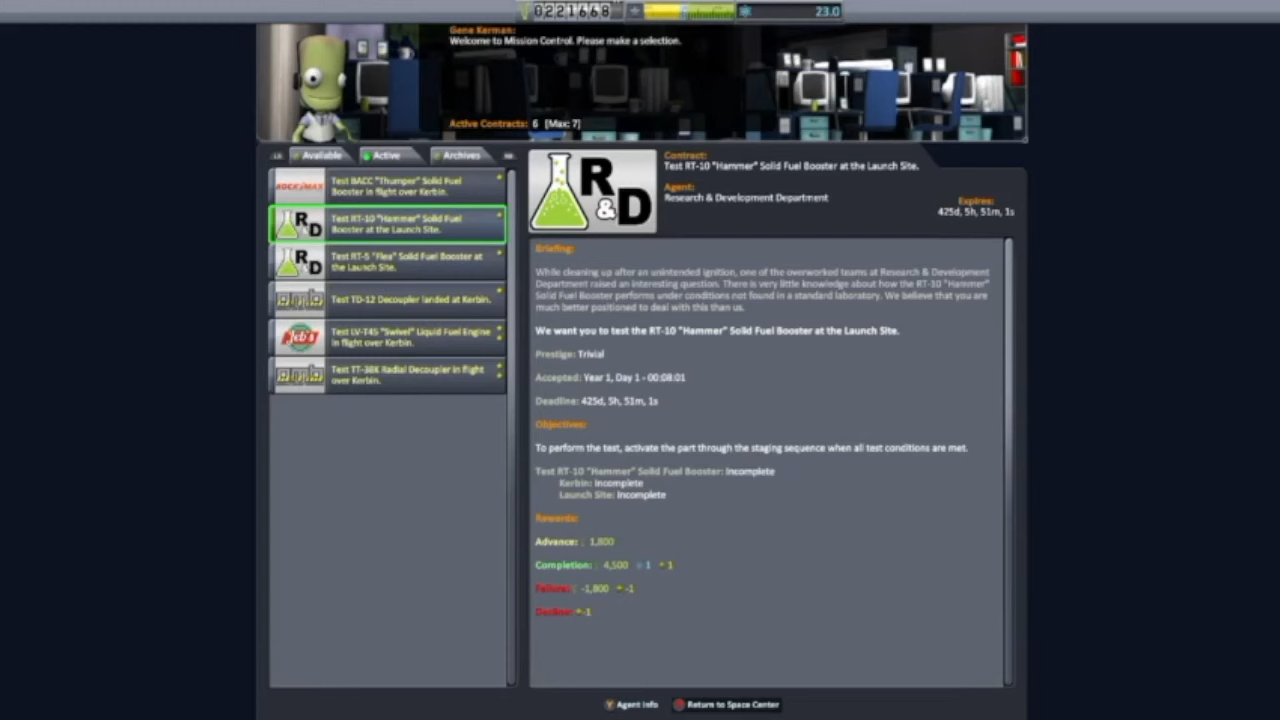 0221668 23.0
Gene Kerman:
Welcome to Mission Control. Please make a selection.
Active Contracts: 6 [Max: 7]
Available Active Archives
ROCKOMAX
Test BACC "Thumper" Solid Fuel
Booster in flight over Kerbin.
R&D
Test RT-10 "Hammer" Solid Fuel
Booster at the Launch Site.
R&D
Test RT-5 "Flea" Solid Fuel Booster at
the Launch Site.
Test TD-12 Decoupler landed at Kerbin.
Jeb's
Test LV-T45 "Swivel" Liquid Fuel Engine
in flight over Kerbin.
Test TT-38K Radial Decoupler in flight
over Kerbin.
R&D
Contract:
Test RT-10 "Hammer" Solid Fuel Booster at the Launch Site.
Agent:
Research & Development Department
Expires:
425d, 5h, 51m, 1s
Briefing:
While cleaning up after an unintended ignition, one of the overworked teams at Research & Development
Department raised an interesting question. There is very little knowledge about how the RT-10 "Hammer"
Solid Fuel Booster performs under conditions not found in a standard laboratory. We believe that you are
much better positioned to deal with this than us.
We want you to test the RT-10 "Hammer" Solid Fuel Booster at the Launch Site.
Prestige: Trivial
Accepted: Year 1, Day 1 - 00:08:01
Deadline: 425d, 5h, 51m, 1s
Objectives:
To perform the test, activate the part through the staging sequence when all test conditions are met.
Test RT-10 "Hammer" Solid Fuel Booster: Incomplete
Kerbin: Incomplete
Launch Site: Incomplete
Rewards:
Advance: 1,800
Completion: 4,500 1 1
Failure: -1,800 -1
Decline: -1
Y Agent Info Return to Space Center